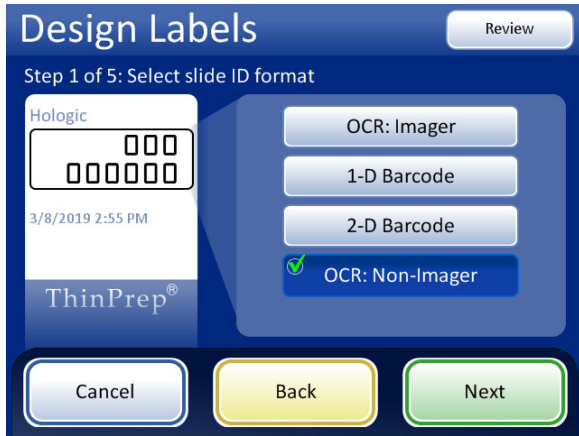 Design Labels
Review
Step 1 of 5: Select slide ID format
Hologic
000
000000
3/8/2019 2:55 PM
ThinPrep®
OCR: Imager
1-D Barcode
2-D Barcode
OCR: Non-Imager
Cancel
Back
Next